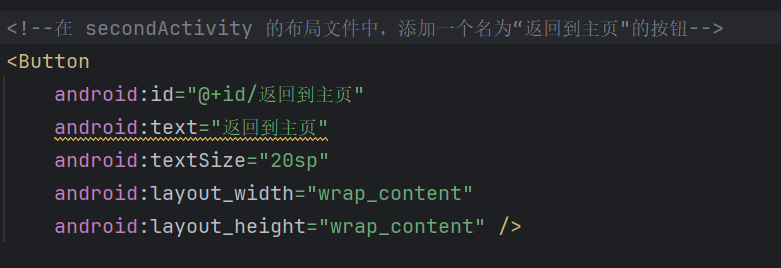 <!--在 secondActivity 的布局文件中，添加一个名为“返回到主页"的按钮-->
<Button
android:id="@+id/返回到主页"
android:text="返回到主页"
android:textSize="20sp"
android:layout_width="wrap_content"
android:layout_height="wrap_content" />